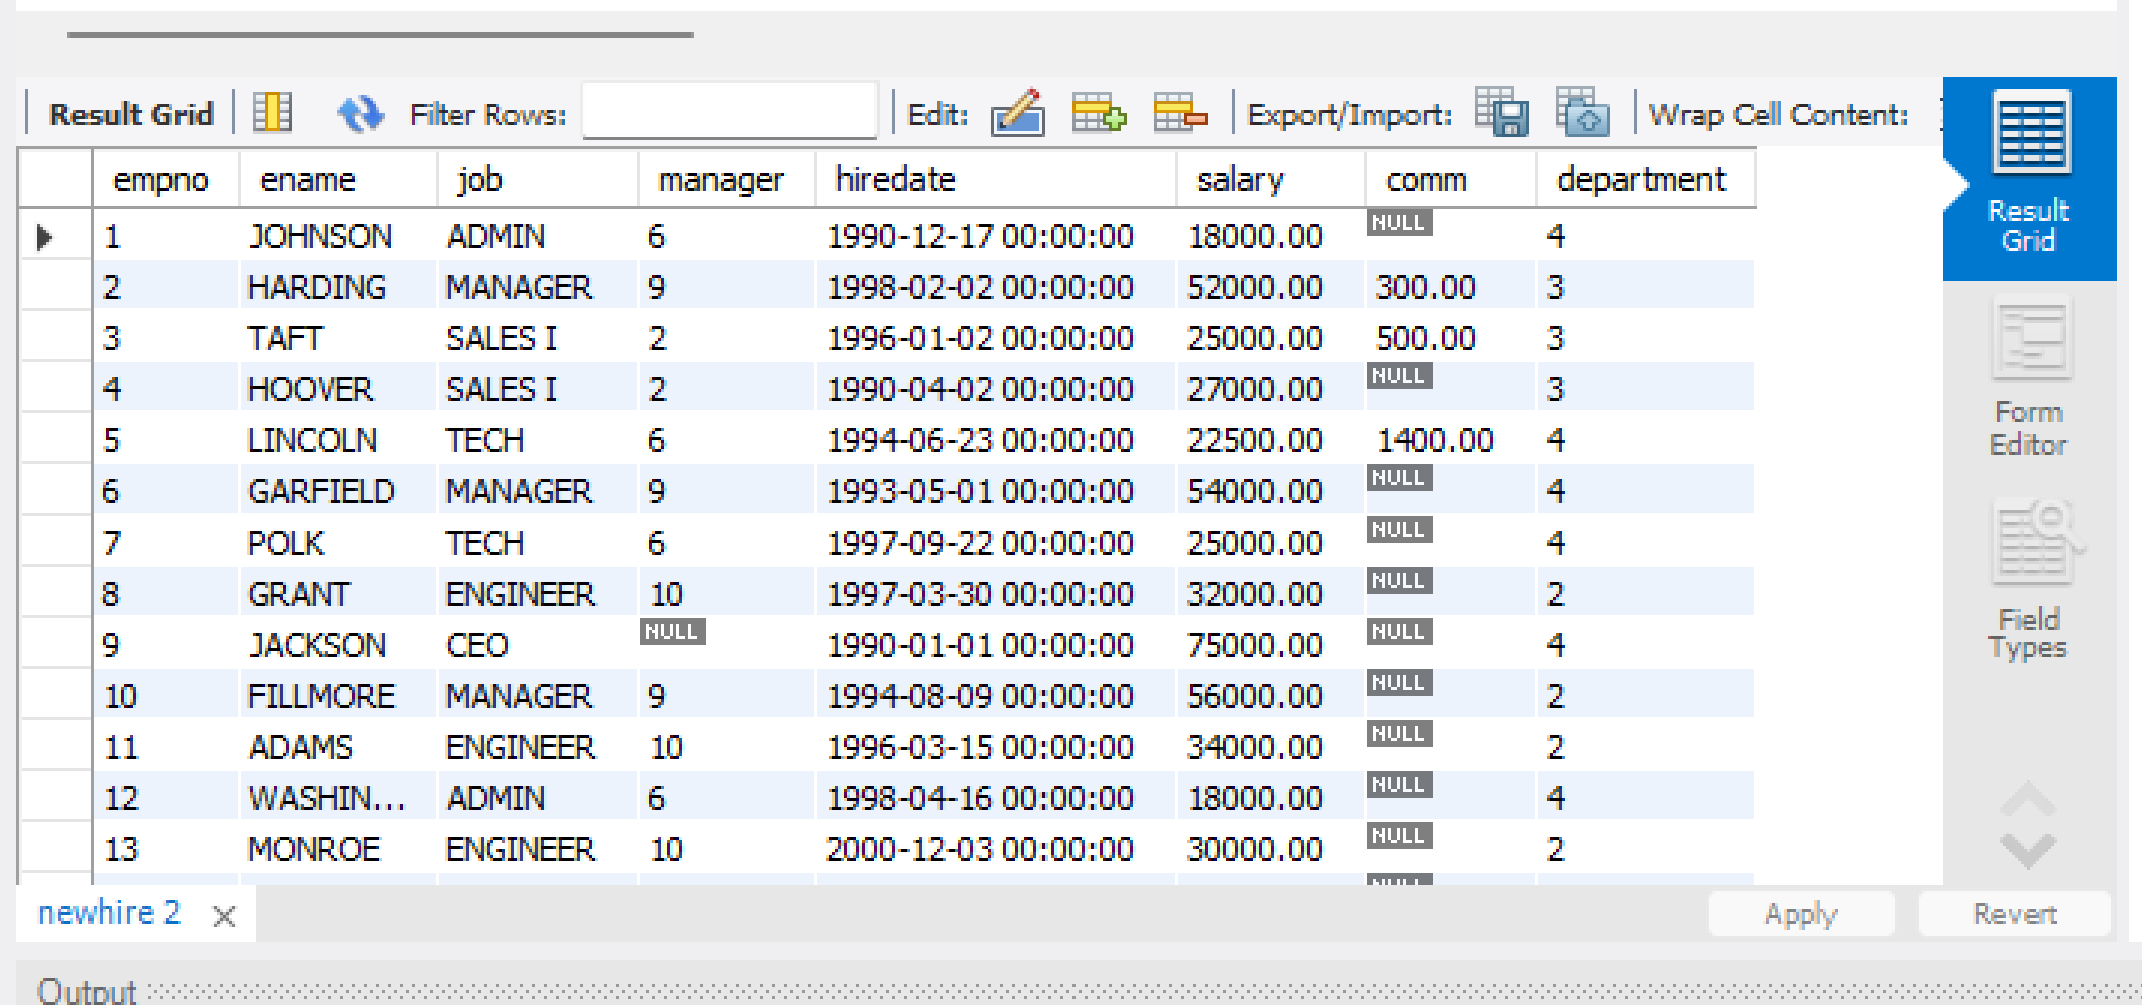 Result Grid Filter Rows: Edit: Export/Import: Wrap Cell Content:
empno ename job manager hiredate salary comm department
1 JOHNSON ADMIN 6 1990-12-17 00:00:00 18000.00 NULL 4
2 HARDING MANAGER 9 1998-02-02 00:00:00 52000.00 300.00 3
3 TAFT SALES I 2 1996-01-02 00:00:00 25000.00 500.00 3
4 HOOVER SALES I 2 1990-04-02 00:00:00 27000.00 NULL 3
5 LINCOLN TECH 6 1994-06-23 00:00:00 22500.00 1400.00 4
6 GARFIELD MANAGER 9 1993-05-01 00:00:00 54000.00 NULL 4
7 POLK TECH 6 1997-09-22 00:00:00 25000.00 NULL 4
8 GRANT ENGINEER 10 1997-03-30 00:00:00 32000.00 NULL 2
9 JACKSON CEO NULL 1990-01-01 00:00:00 75000.00 NULL 4
10 FILLMORE MANAGER 9 1994-08-09 00:00:00 56000.00 NULL 2
11 ADAMS ENGINEER 10 1996-03-15 00:00:00 34000.00 NULL 2
12 WASHIN... ADMIN 6 1998-04-16 00:00:00 18000.00 NULL 4
13 MONROE ENGINEER 10 2000-12-03 00:00:00 30000.00 NULL 2
NULL
Result
Grid
Form
Editor
Field
Types
newhire 2 Apply Revert
Output